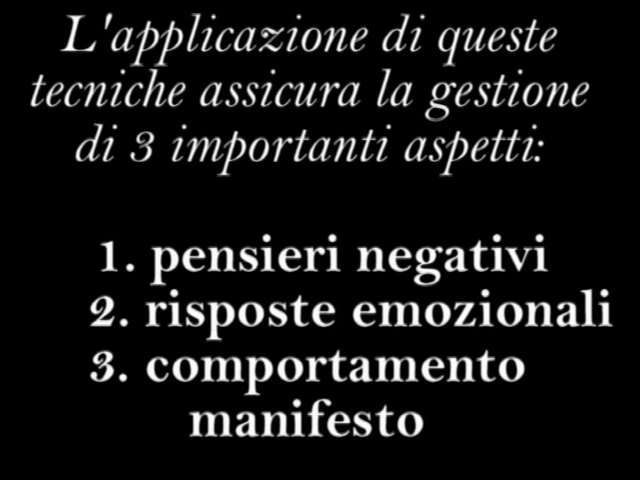 L'applicazione di queste
tecniche assicura la gestione
di 3 importanti aspetti:
1. pensieri negativi
2. risposte emozionali
3. comportamento
manifesto